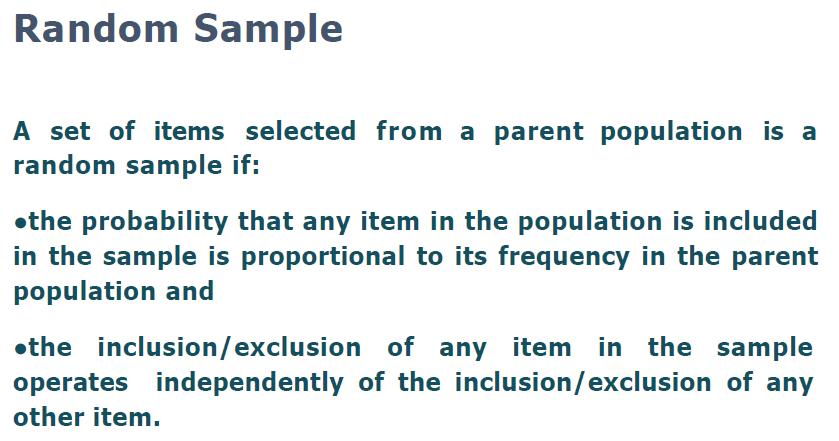 Random Sample
A set of items selected from a parent population is a
random sample if:
●the probability that any item in the population is included
in the sample is proportional to its frequency in the parent
population and
●the inclusion/exclusion of any item in the sample
operates independently of the inclusion/exclusion of any
other item.